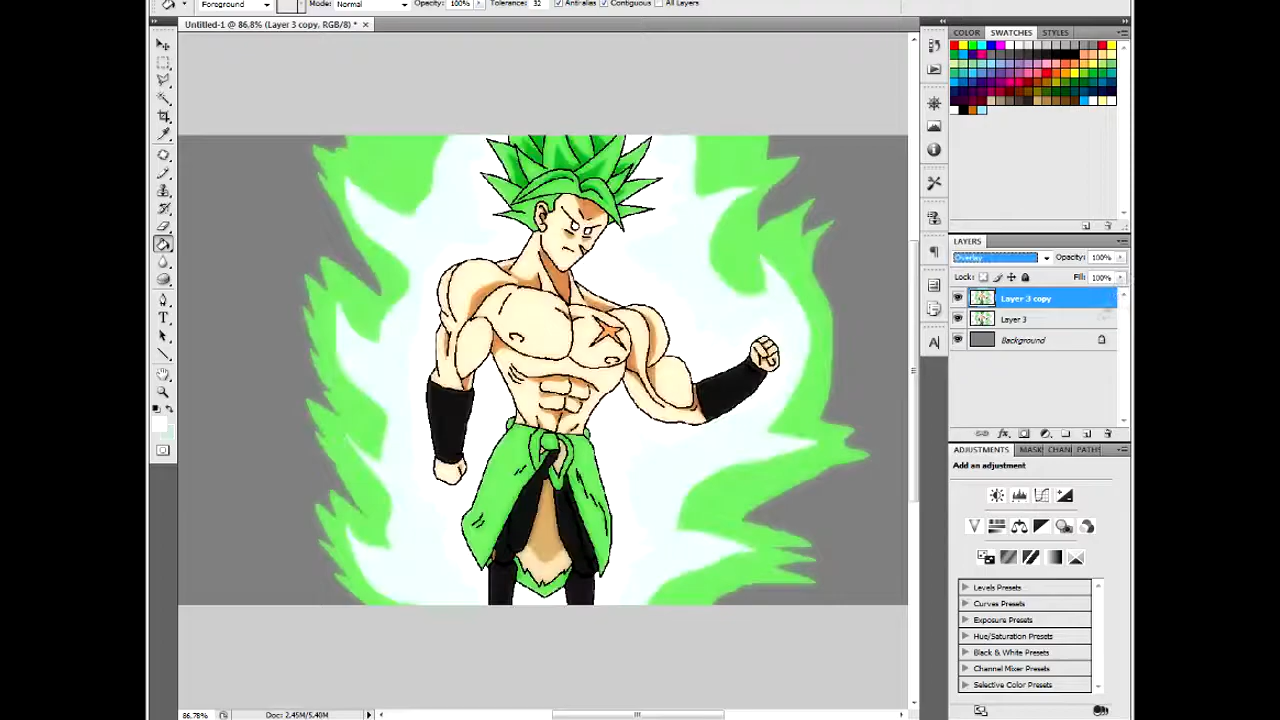 Foreground Mode: Normal Opacity: 100% Tolerance: 32 Anti-alias Contiguous All Layers
Untitled-1 @ 86,8% (Layer 3 copy, RGB/8) * ×
COLOR SWATCHES STYLES
LAYERS
Overlay Opacity: 100%
Lock: Fill: 100%
Layer 3 copy
Layer 3
Background
fx
ADJUSTMENTS MASK CHAN PATHS
Add an adjustment
Levels Presets
Curves Presets
Exposure Presets
Hue/Saturation Presets
Black & White Presets
Channel Mixer Presets
Selective Color Presets
86.78% Doc: 2,45M/5,40M